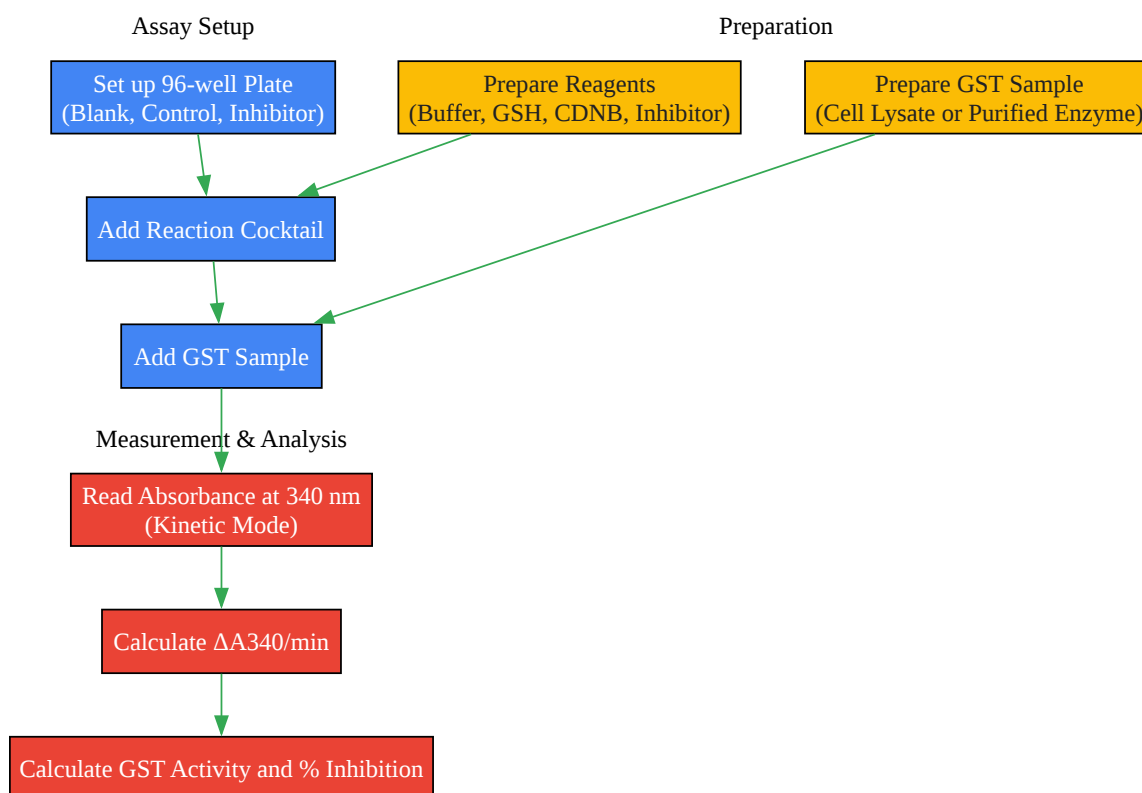 Assay Setup
Preparation
Set up 96-well Plate
(Blank, Control, Inhibitor)
Prepare Reagents
(Buffer, GSH, CDNB, Inhibitor)
Prepare GST Sample
(Cell Lysate or Purified Enzyme)
Add Reaction Cocktail
Add GST Sample
Measurement & Analysis
Read Absorbance at 340 nm
(Kinetic Mode)
Calculate ΔA340/min
Calculate GST Activity and % Inhibition